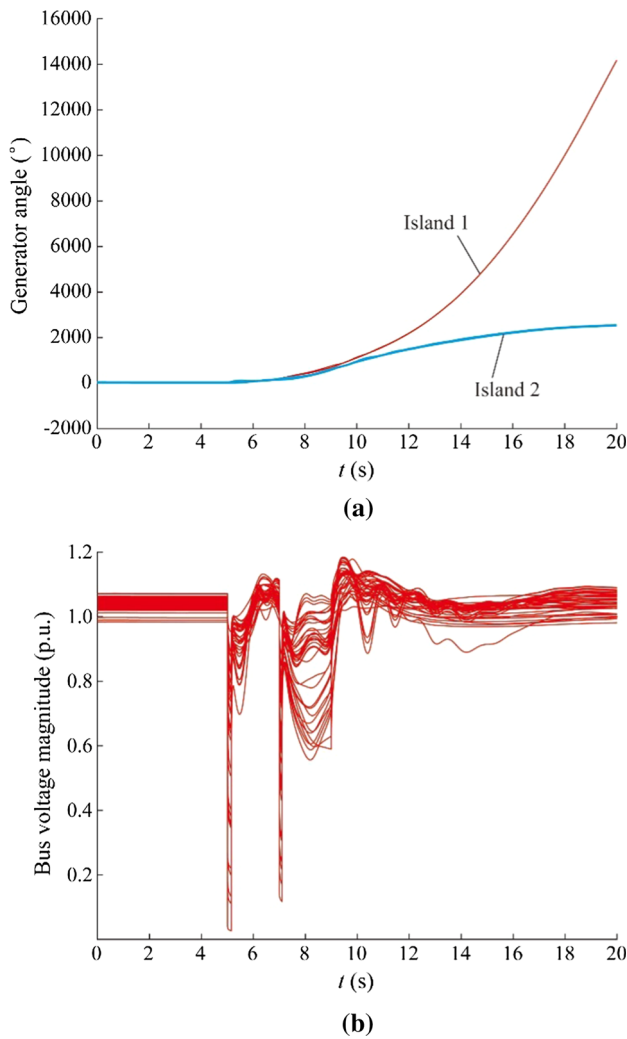 16000
14000
12000
10000
8000
6000
4000
2000
0
-2000
Generator angle (˚)
Island 1
Island 2
0 2 4 6 8 10 12 14 16 18 20
t (s)
(a)
1.2
1.0
0.8
0.6
0.4
0.2
Bus voltage magnitude (p.u.)
0 2 4 6 8 10 12 14 16 18 20
t (s)
(b)